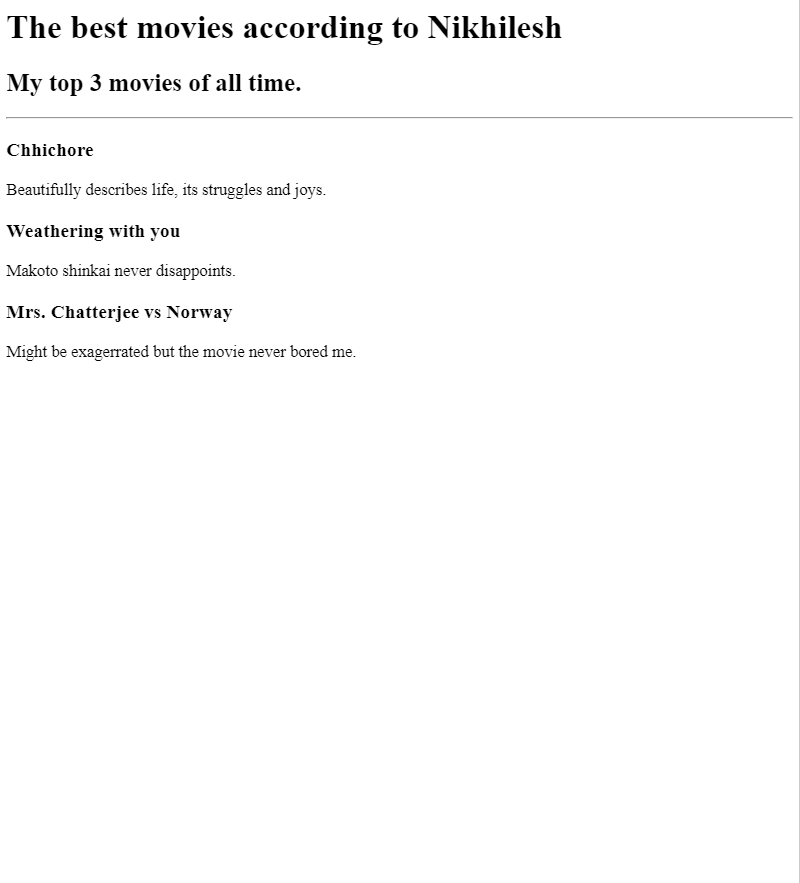 The best movies according to Nikhilesh
My top 3 movies of all time.
Chhichore
Beautifully describes life, its struggles and joys.
Weathering with you
Makoto shinkai never disappoints.
Mrs. Chatterjee vs Norway
Might be exagerrated but the movie never bored me.